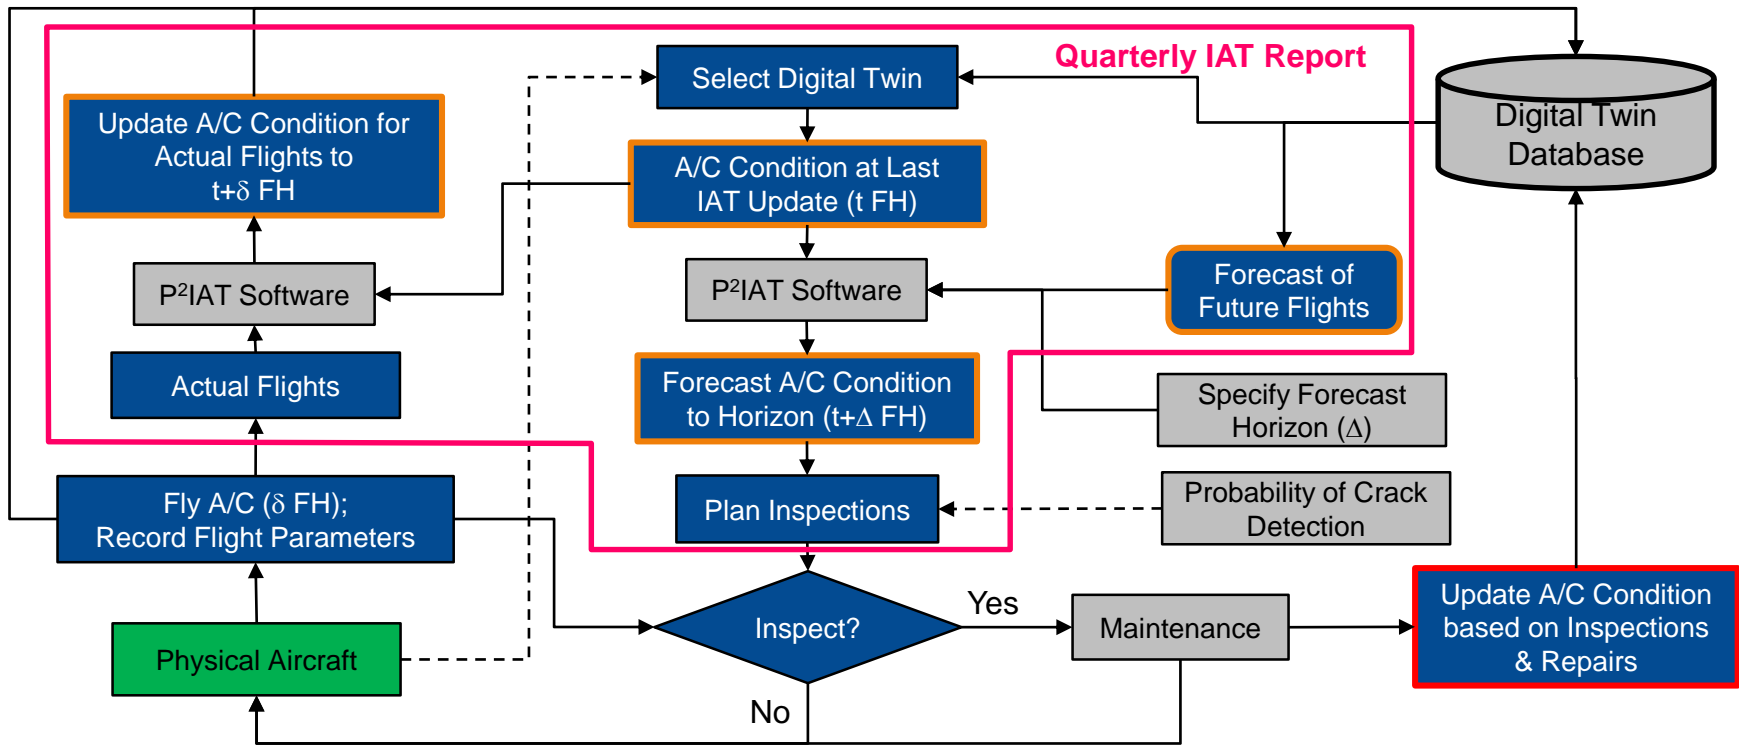 Quarterly IAT Report
Select Digital Twin
Digital Twin
Database
Update A/C Condition for
Actual Flights to
t+δ FH
A/C Condition at Last
IAT Update (t FH)
P²IAT Software
P²IAT Software
Forecast of
Future Flights
Actual Flights
Forecast A/C Condition
to Horizon (t+Δ FH)
Specify Forecast
Horizon (Δ)
Fly A/C (δ FH);
Record Flight Parameters
Plan Inspections
Probability of Crack
Detection
Physical Aircraft
Inspect?
Yes
No
Maintenance
Update A/C Condition
based on Inspections
& Repairs